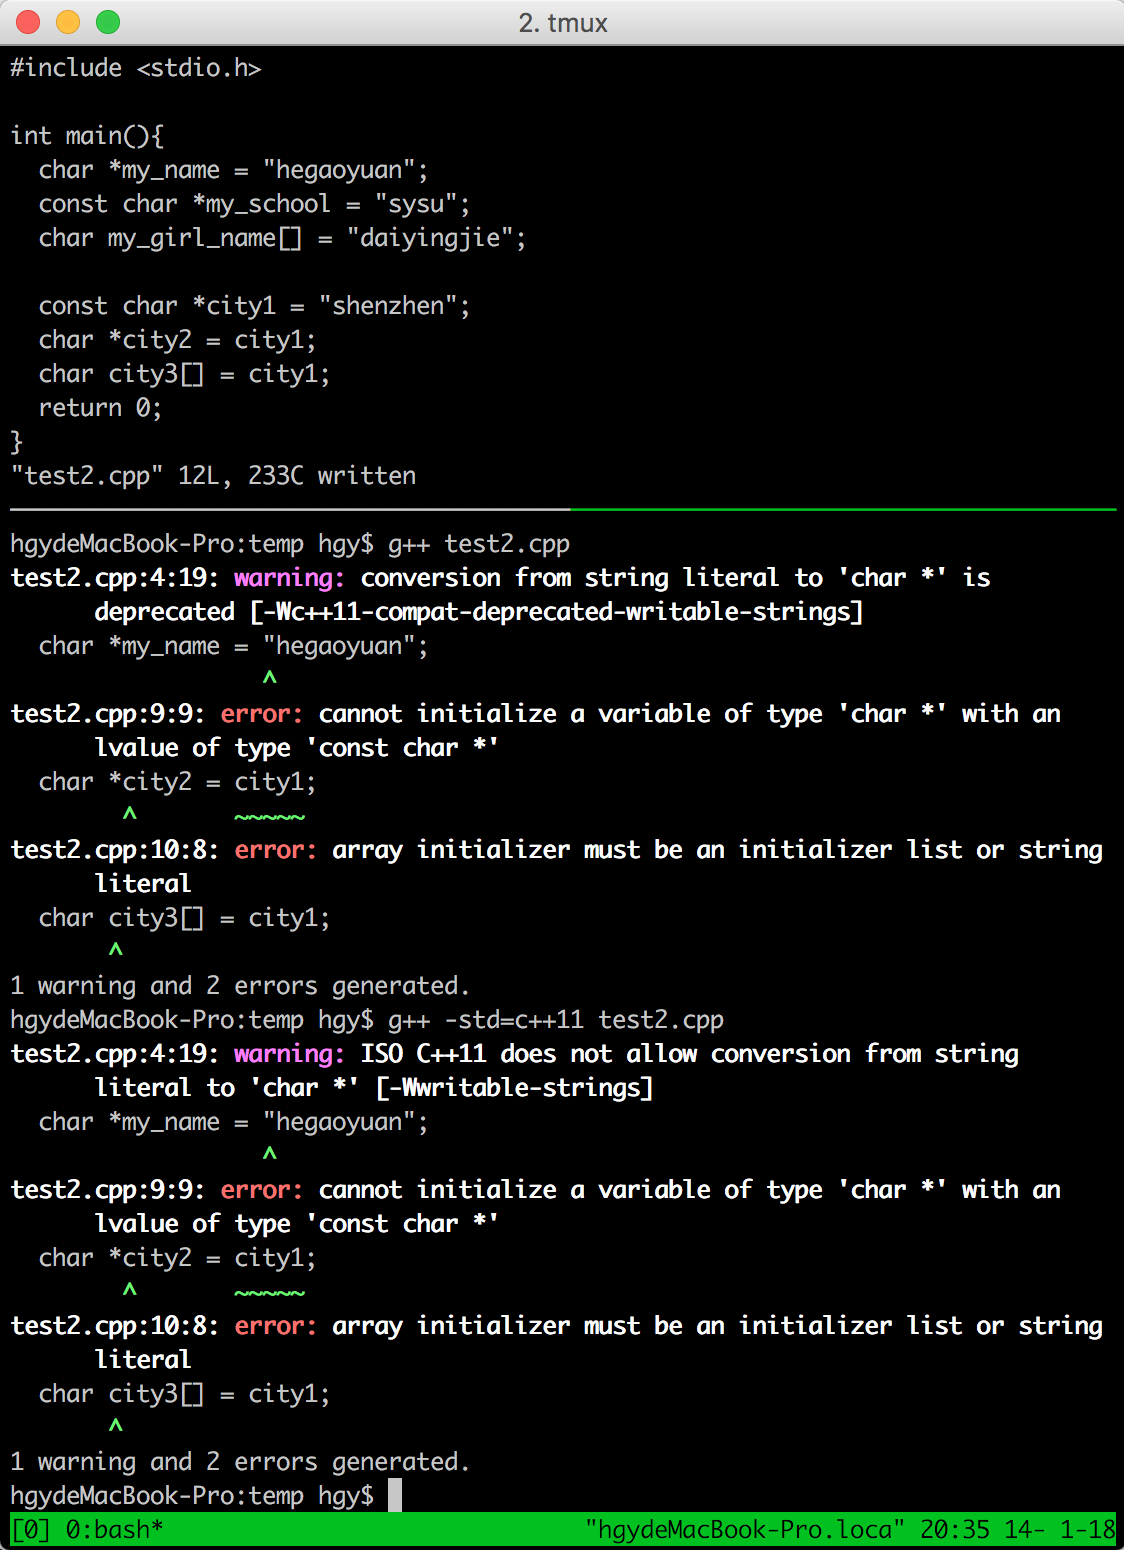 2. tmux
#include <stdio.h>
int main(){
  char *my_name = "hegaoyuan";
  const char *my_school = "sysu";
  char my_girl_name[] = "daiyingjie";
  const char *city1 = "shenzhen";
  char *city2 = city1;
  char city3[] = city1;
  return 0;
}
"test2.cpp" 12L, 233C written
hgydeMacBook-Pro:temp hgy$ g++ test2.cpp
test2.cpp:4:19: warning: conversion from string literal to 'char *' is
      deprecated [-Wc++11-compat-deprecated-writable-strings]
  char *my_name = "hegaoyuan";
                  ^
test2.cpp:9:9: error: cannot initialize a variable of type 'char *' with an
      lvalue of type 'const char *'
  char *city2 = city1;
        ^       ~~~~~
test2.cpp:10:8: error: array initializer must be an initializer list or string
      literal
  char city3[] = city1;
       ^
1 warning and 2 errors generated.
hgydeMacBook-Pro:temp hgy$ g++ -std=c++11 test2.cpp
test2.cpp:4:19: warning: ISO C++11 does not allow conversion from string
      literal to 'char *' [-Wwritable-strings]
  char *my_name = "hegaoyuan";
                  ^
test2.cpp:9:9: error: cannot initialize a variable of type 'char *' with an
      lvalue of type 'const char *'
  char *city2 = city1;
        ^       ~~~~~
test2.cpp:10:8: error: array initializer must be an initializer list or string
      literal
  char city3[] = city1;
       ^
1 warning and 2 errors generated.
hgydeMacBook-Pro:temp hgy$
[0] 0:bash* "hgydeMacBook-Pro.loca" 20:35 14- 1-18